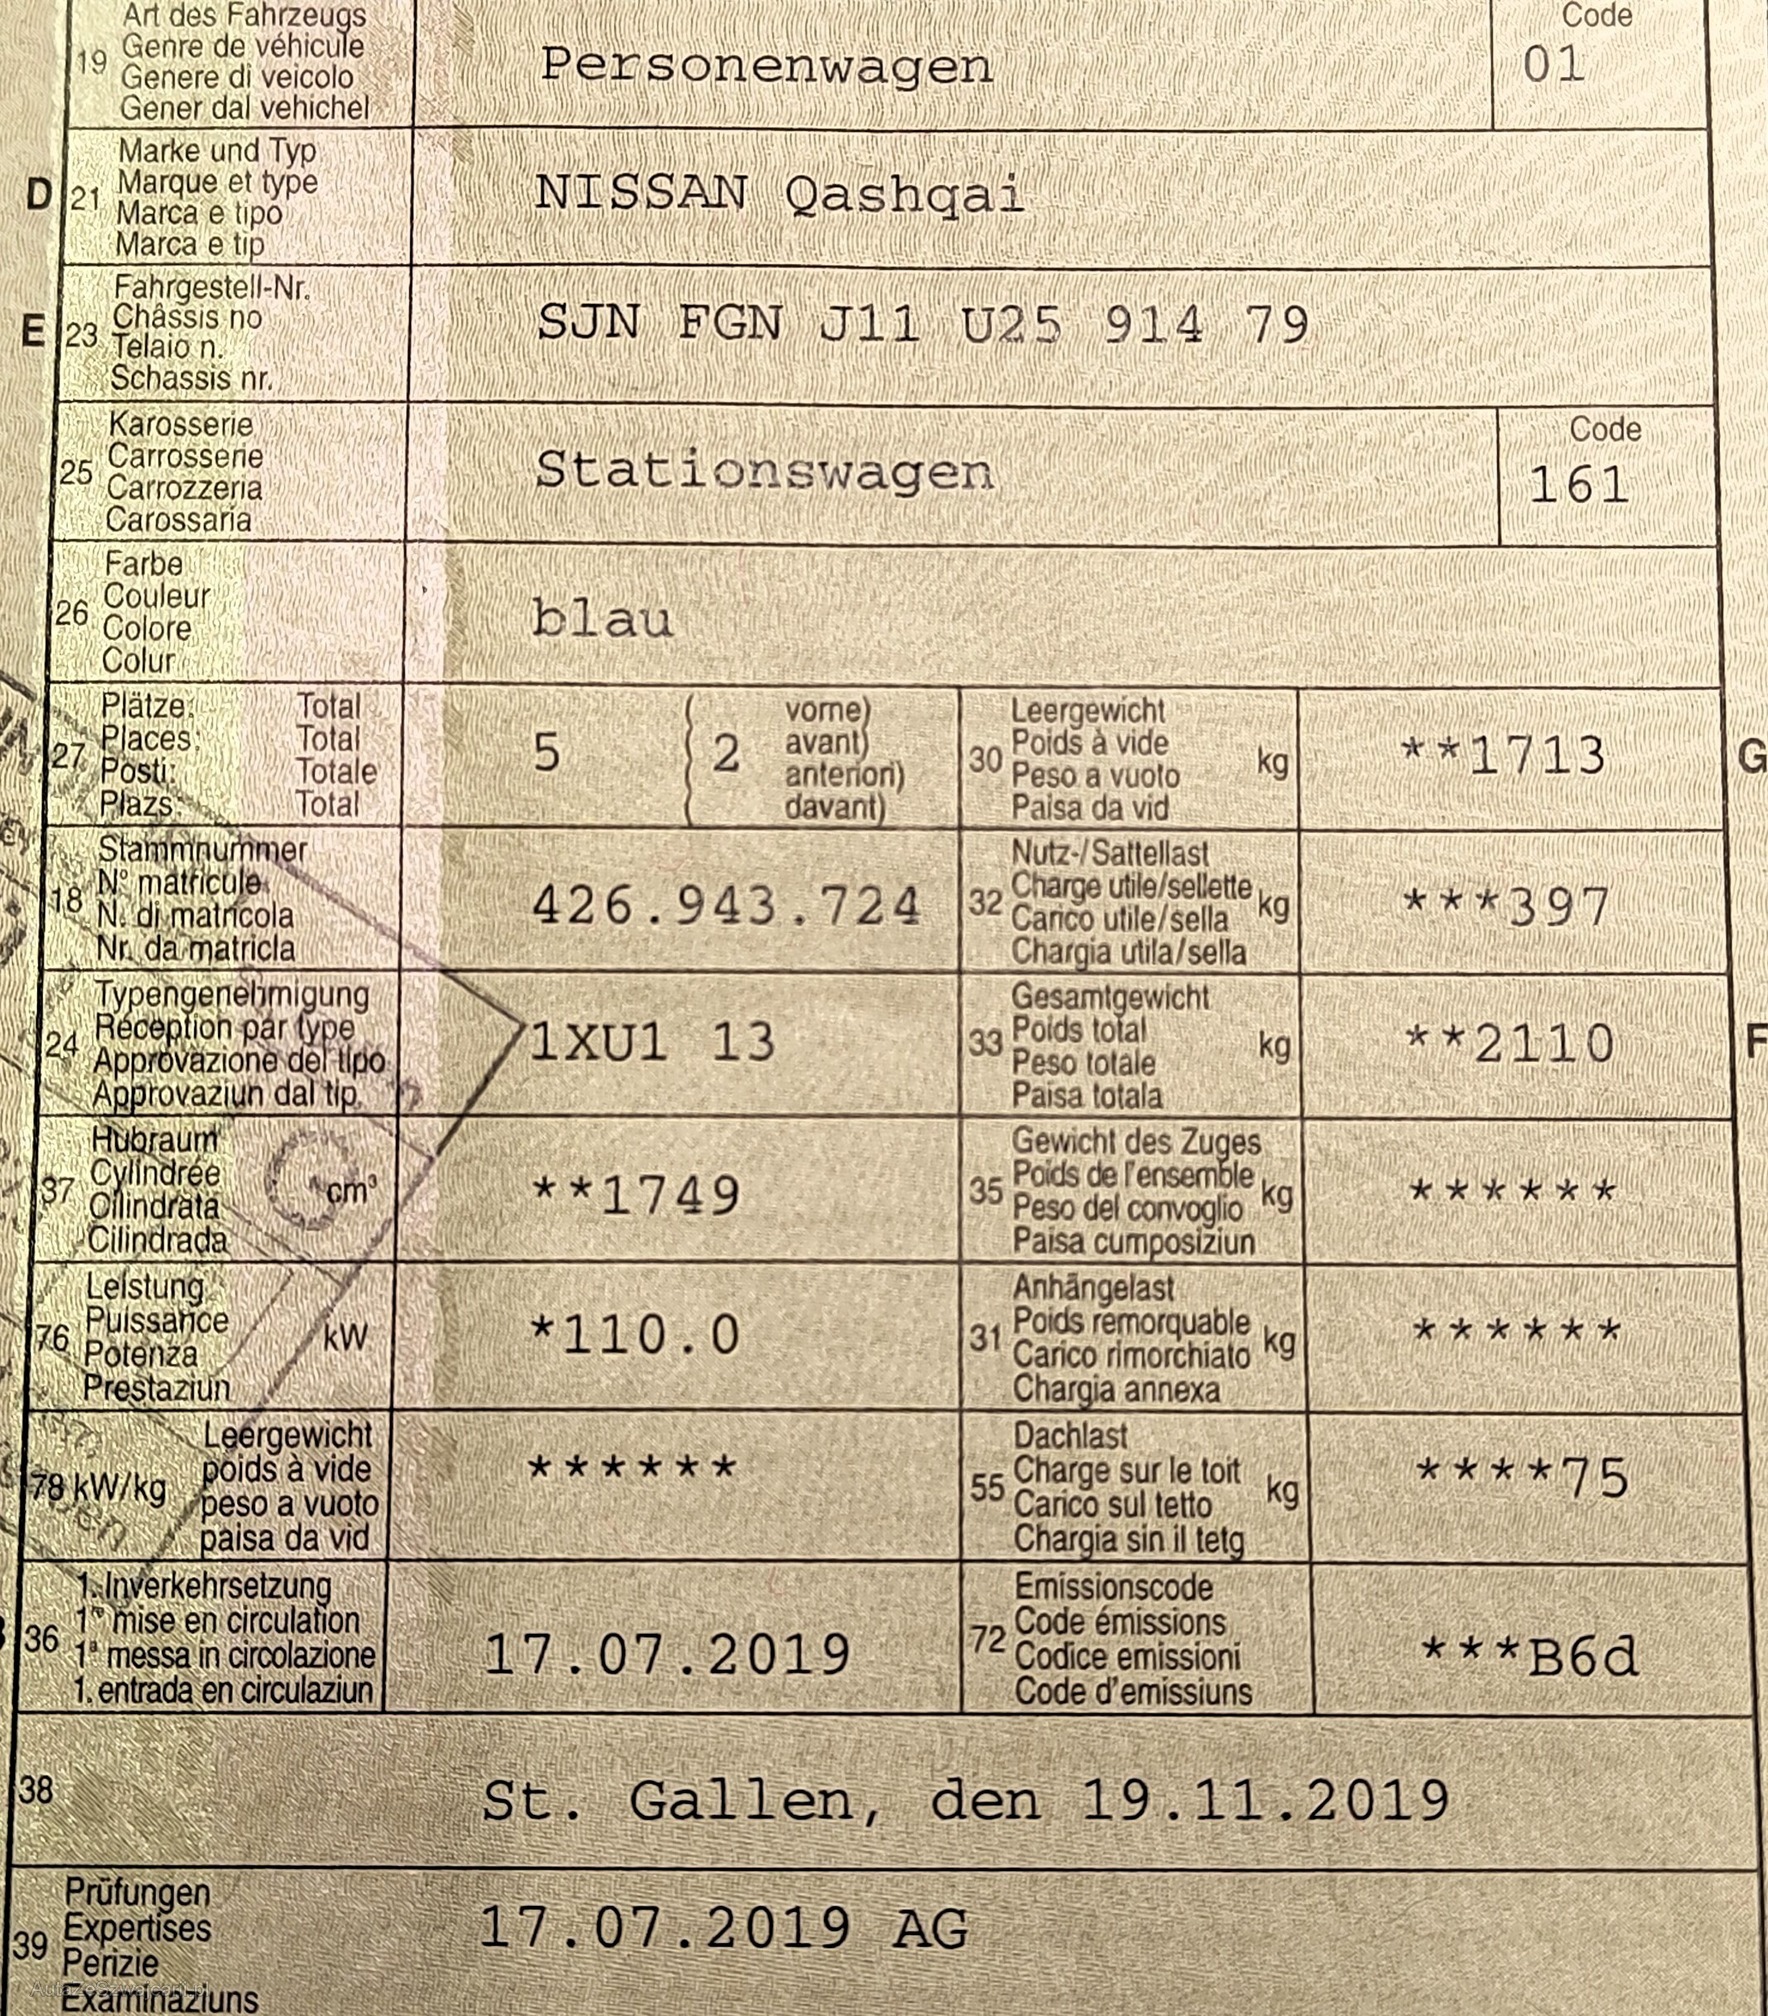 19 Art des Fahrzeugs
Genre de véhicule
Genere di veicolo
Gener dal vehichel
Personenwagen
Code
01
D 21 Marke und Typ
Marque et type
Marca e tipo
Marca e tip
NISSAN Qashqai
E 23 Fahrgestell-Nr.
Châssis no
Telaio n.
Schassis nr.
SJN FGN J11 U25 914 79
25 Karosserie
Carrosserie
Carrozzeria
Carossaria
Stationswagen
Code
161
26 Farbe
Couleur
Colore
Colur
blau
27 Plätze: Total
Places: Total
Posti: Totale
Plazs: Total
5 ( 2 vorne)
avant)
anteriori)
davant)
30 Leergewicht
Poids à vide
Peso a vuoto
Paisa da vid
kg
**1713
G
18 Stammnummer
N° matricule
N. di matricola
Nr. da matricla
426.943.724
32 Nutz-/Sattellast
Charge utile/sellette
Carico utile/sella
Chargia utila/sella
kg
***397
24 Typengenehmigung
Réception par type
Approvazione del tipo
Approvaziun dal tip
1XU1 13
33 Gesamtgewicht
Poids total
Peso totale
Paisa totala
kg
**2110
F
37 Hubraum
Cylindrée
Cilindrata
Cilindrada
cm³
**1749
35 Gewicht des Zuges
Poids de l'ensemble
Peso del convoglio
Paisa cumposiziun
kg
******
76 Leistung
Puissance
Potenza
Prestaziun
kW
*110.0
31 Anhängelast
Poids remorquable
Carico rimorchiato
Chargia annexa
kg
******
78 kW/kg
Leergewicht
poids à vide
peso a vuoto
paisa da vid
******
55 Dachlast
Charge sur le toit
Carico sul tetto
Chargia sin il tetg
kg
****75
36 1. Inverkehrsetzung
1re mise en circulation
1a messa in circolazione
1. entrada en circulaziun
17.07.2019
72 Emissionscode
Code émissions
Codice emissioni
Code d'emissiuns
***B6d
38
St. Gallen, den 19.11.2019
39 Prüfungen
Expertises
Perizie
Examinaziuns
17.07.2019 AG
AutazeSzwajcarii.pl